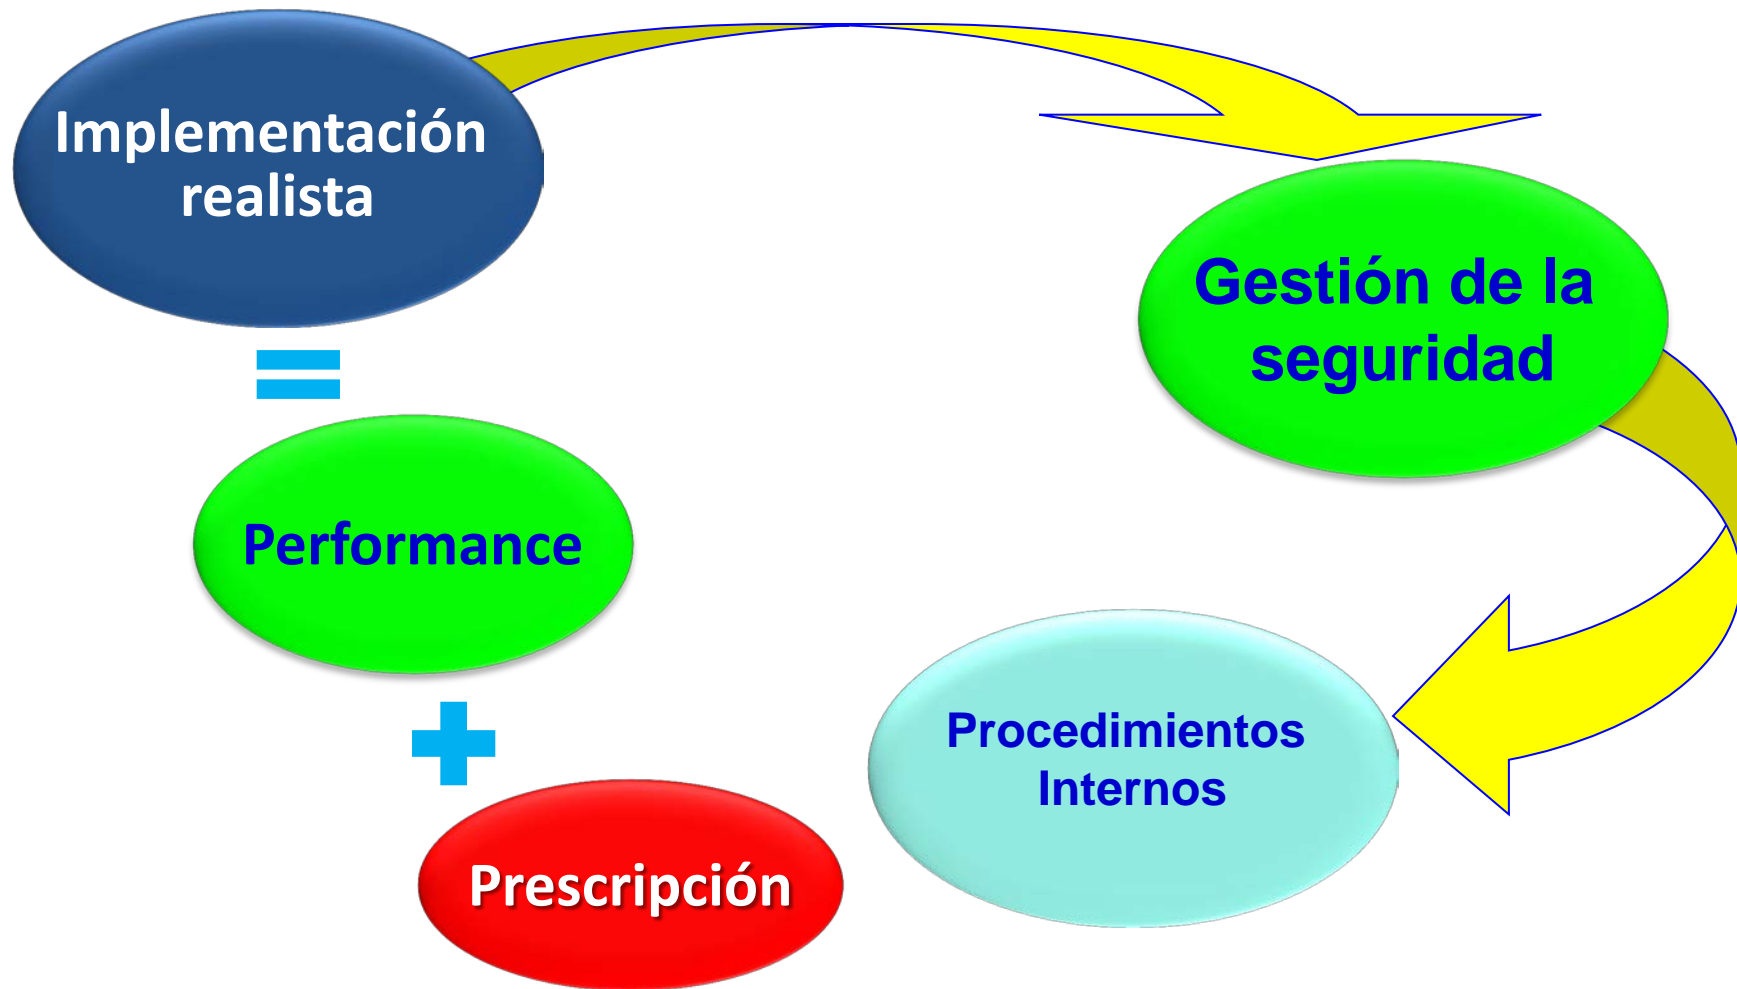 Implementación
realista
Gestión de la
seguridad
=
Performance
+
Prescripción
Procedimientos
Internos